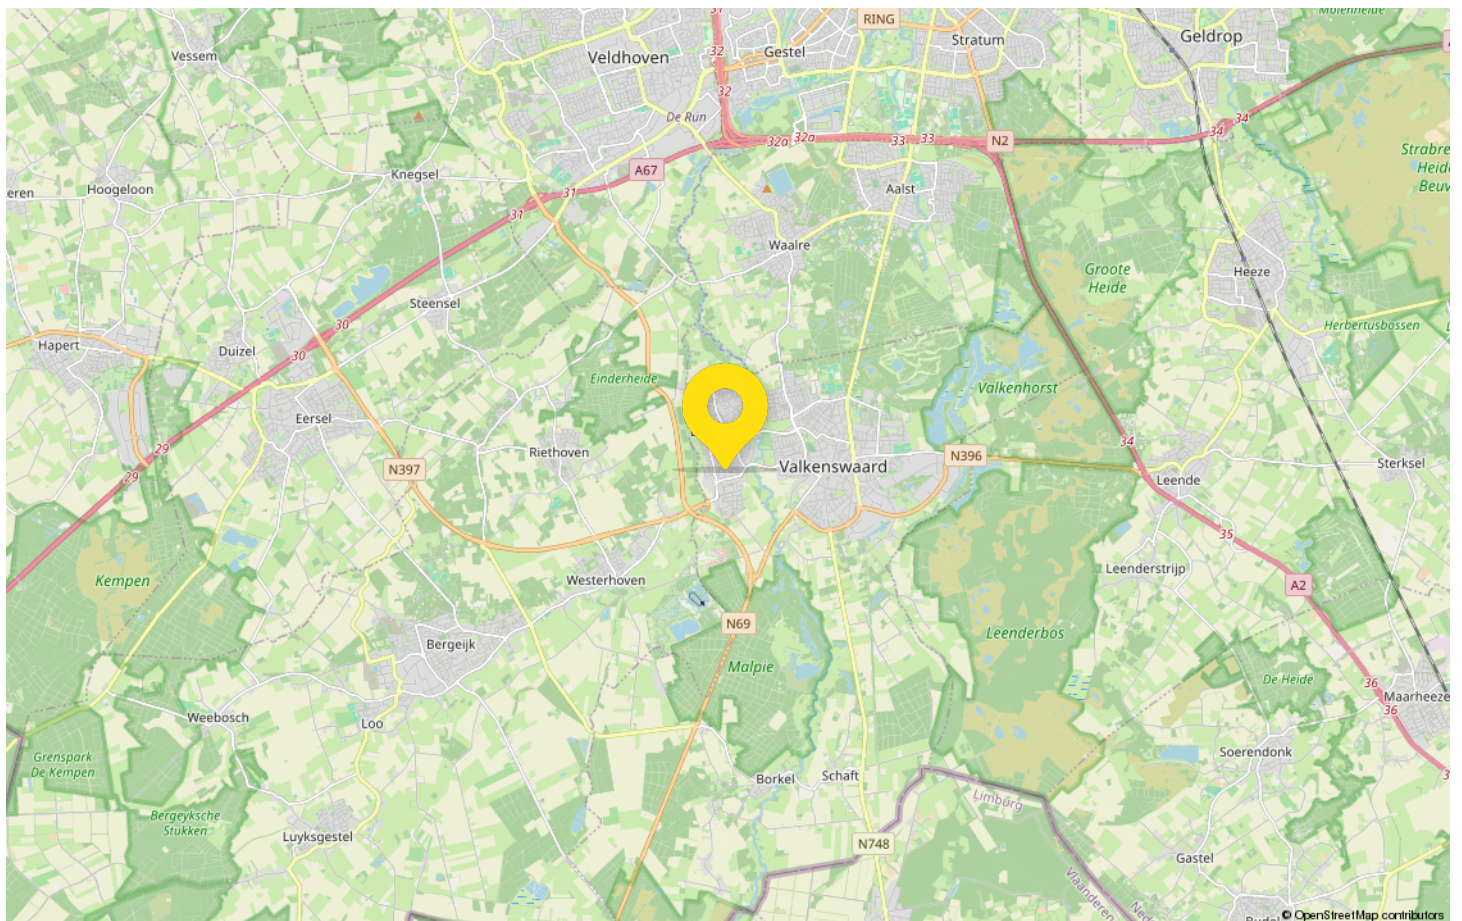 Molenheide
RING
31
32
Veldhoven
Gestel
Stratum
Geldrop
Vessem
32
De Run
34
34
32a
32a
33
33
N2
Strabre
Heide
Beuv
A67
Knegsel
Hoogeloon
eren
31
31
Aalst
Waalre
Groote
Heide
Heeze
Steensel
30
Herbertusbossen
Hapert
Duizel
30
Einderheide
Valkenhorst
Eersel
34
29
Riethoven
N396
Sterksel
N397
Valkenswaard
29
Leende
35
Kempen
Westerhoven
Leenderstrijp
A2
N69
Leenderbos
Bergeijk
Malpie
De Heide
36
Maarheeze
36
Weebosch
Loo
Soerendonk
Grenspark
De Kempen
Borkel
Schaft
Limburg
Bergeyksche
Stukken
Luyksgestel
N748
Gastel
Vlaanderen
© OpenStreetMap contributors